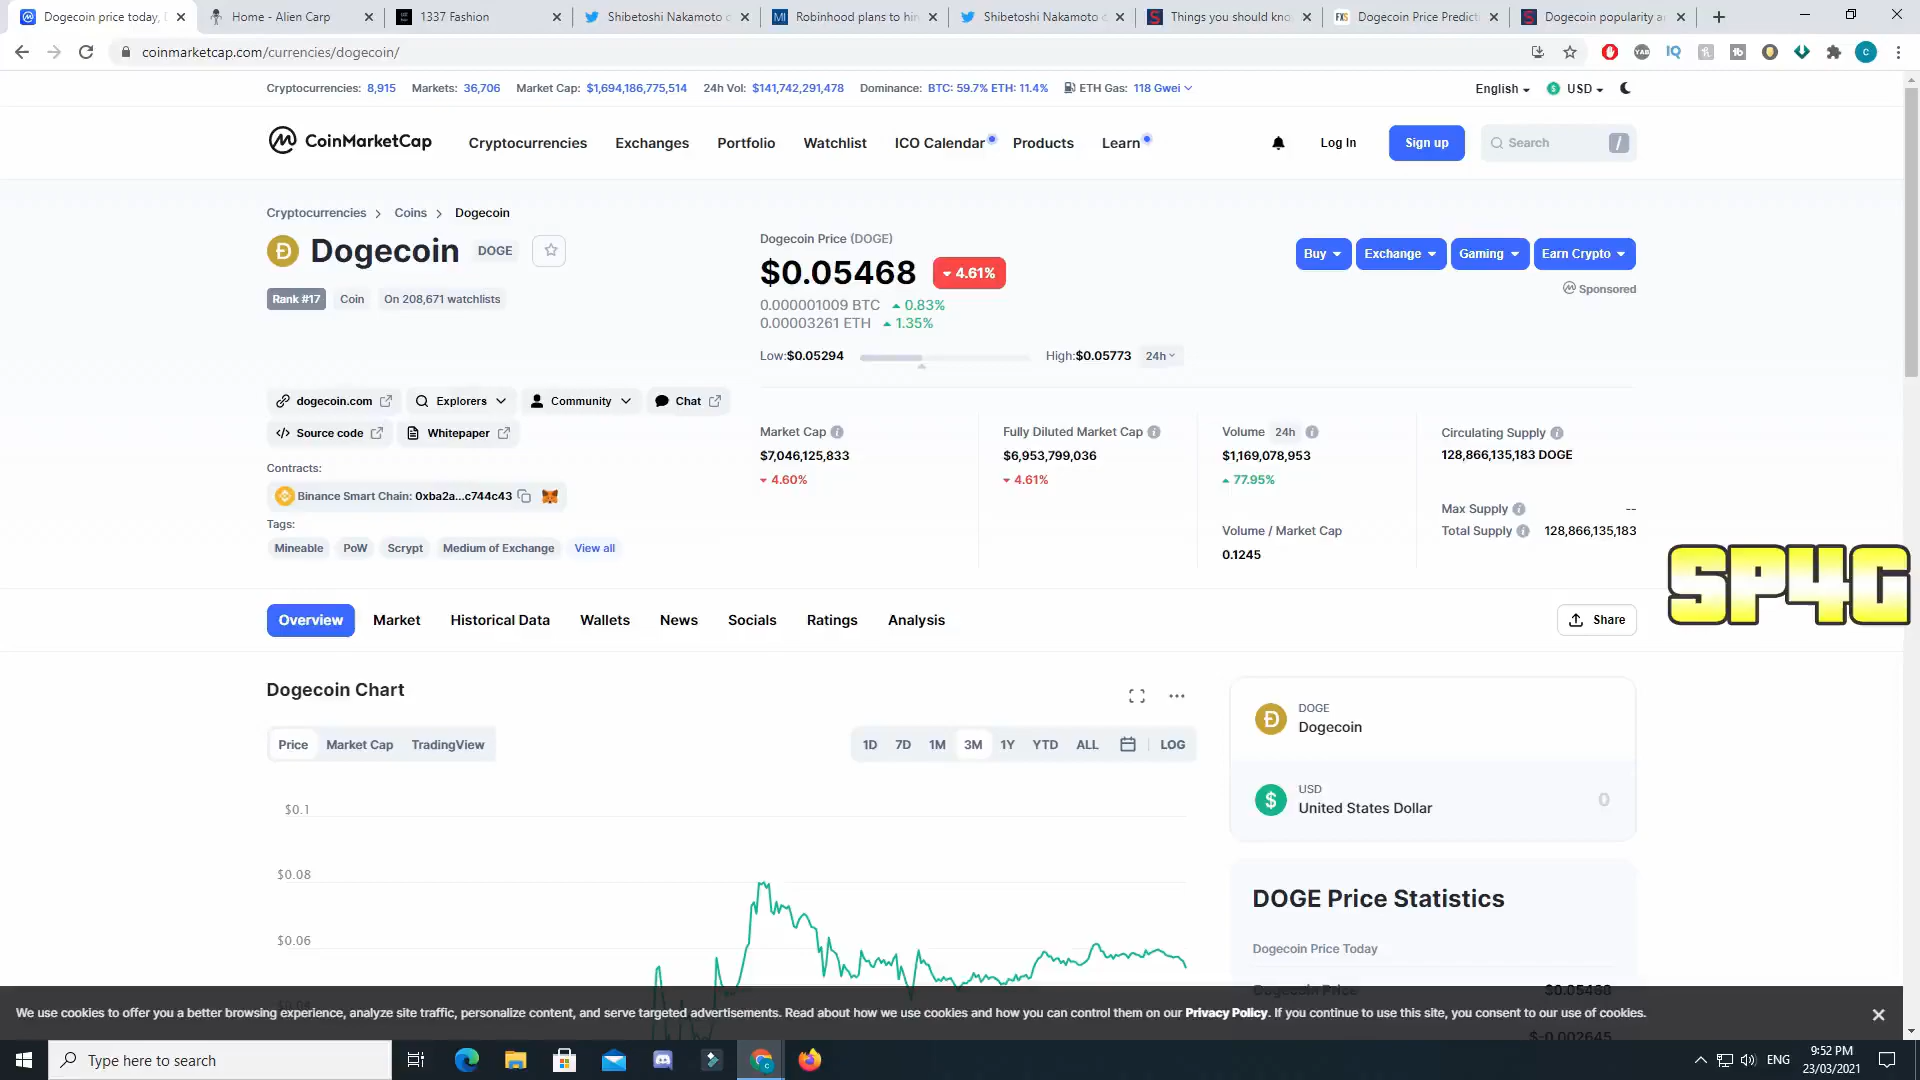 Dogecoin price today,
Home - Alien Carp
1337 Fashion
Shibetoshi Nakamoto
Robinhood plans to hi
Shibetoshi Nakamoto
Things you should kno
FXS Dogecoin Price Predict
Dogecoin popularity a
coinmarketcap.com/currencies/dogecoin/
Cryptocurrencies: 8,915 Markets: 36,706 Market Cap: $1,694,186,775,514 24h Vol: $141,742,291,478 Dominance: BTC: 59.7% ETH: 11.4% ETH Gas: 118 Gwei
English USD
CoinMarketCap
Cryptocurrencies Exchanges Portfolio Watchlist ICO Calendar Products Learn
Log In Sign up Search /
Cryptocurrencies > Coins > Dogecoin
Dogecoin DOGE
Rank #17 Coin On 208,671 watchlists
Dogecoin Price (DOGE)
$0.05468 4.61%
0.000001009 BTC 0.83%
0.00003261 ETH 1.35%
Low:$0.05294 High:$0.05773 24h
Buy Exchange Gaming Earn Crypto
Sponsored
dogecoin.com Explorers Community Chat
Source code Whitepaper
Contracts:
Binance Smart Chain: 0xba2a...c744c43
Tags:
Mineable PoW Scrypt Medium of Exchange View all
Market Cap
$7,046,125,833
4.60%
Fully Diluted Market Cap
$6,953,799,036
4.61%
Volume 24h
$1,169,078,953
77.95%
Volume / Market Cap
0.1245
Circulating Supply
128,866,135,183 DOGE
Max Supply --
Total Supply 128,866,135,183
SP4G
Overview Market Historical Data Wallets News Socials Ratings Analysis
Share
Dogecoin Chart
Price Market Cap TradingView
1D 7D 1M 3M 1Y YTD ALL LOG
$0.1
$0.08
$0.06
$0.04
DOGE
Dogecoin
USD
United States Dollar 0
DOGE Price Statistics
Dogecoin Price Today
Dogecoin Price $0.05468
$-0.002645
We use cookies to offer you a better browsing experience, analyze site traffic, personalize content, and serve targeted advertisements. Read about how we use cookies and how you can control them on our Privacy Policy. If you continue to use this site, you consent to our use of cookies.
Type here to search
ENG
9:52 PM
23/03/2021